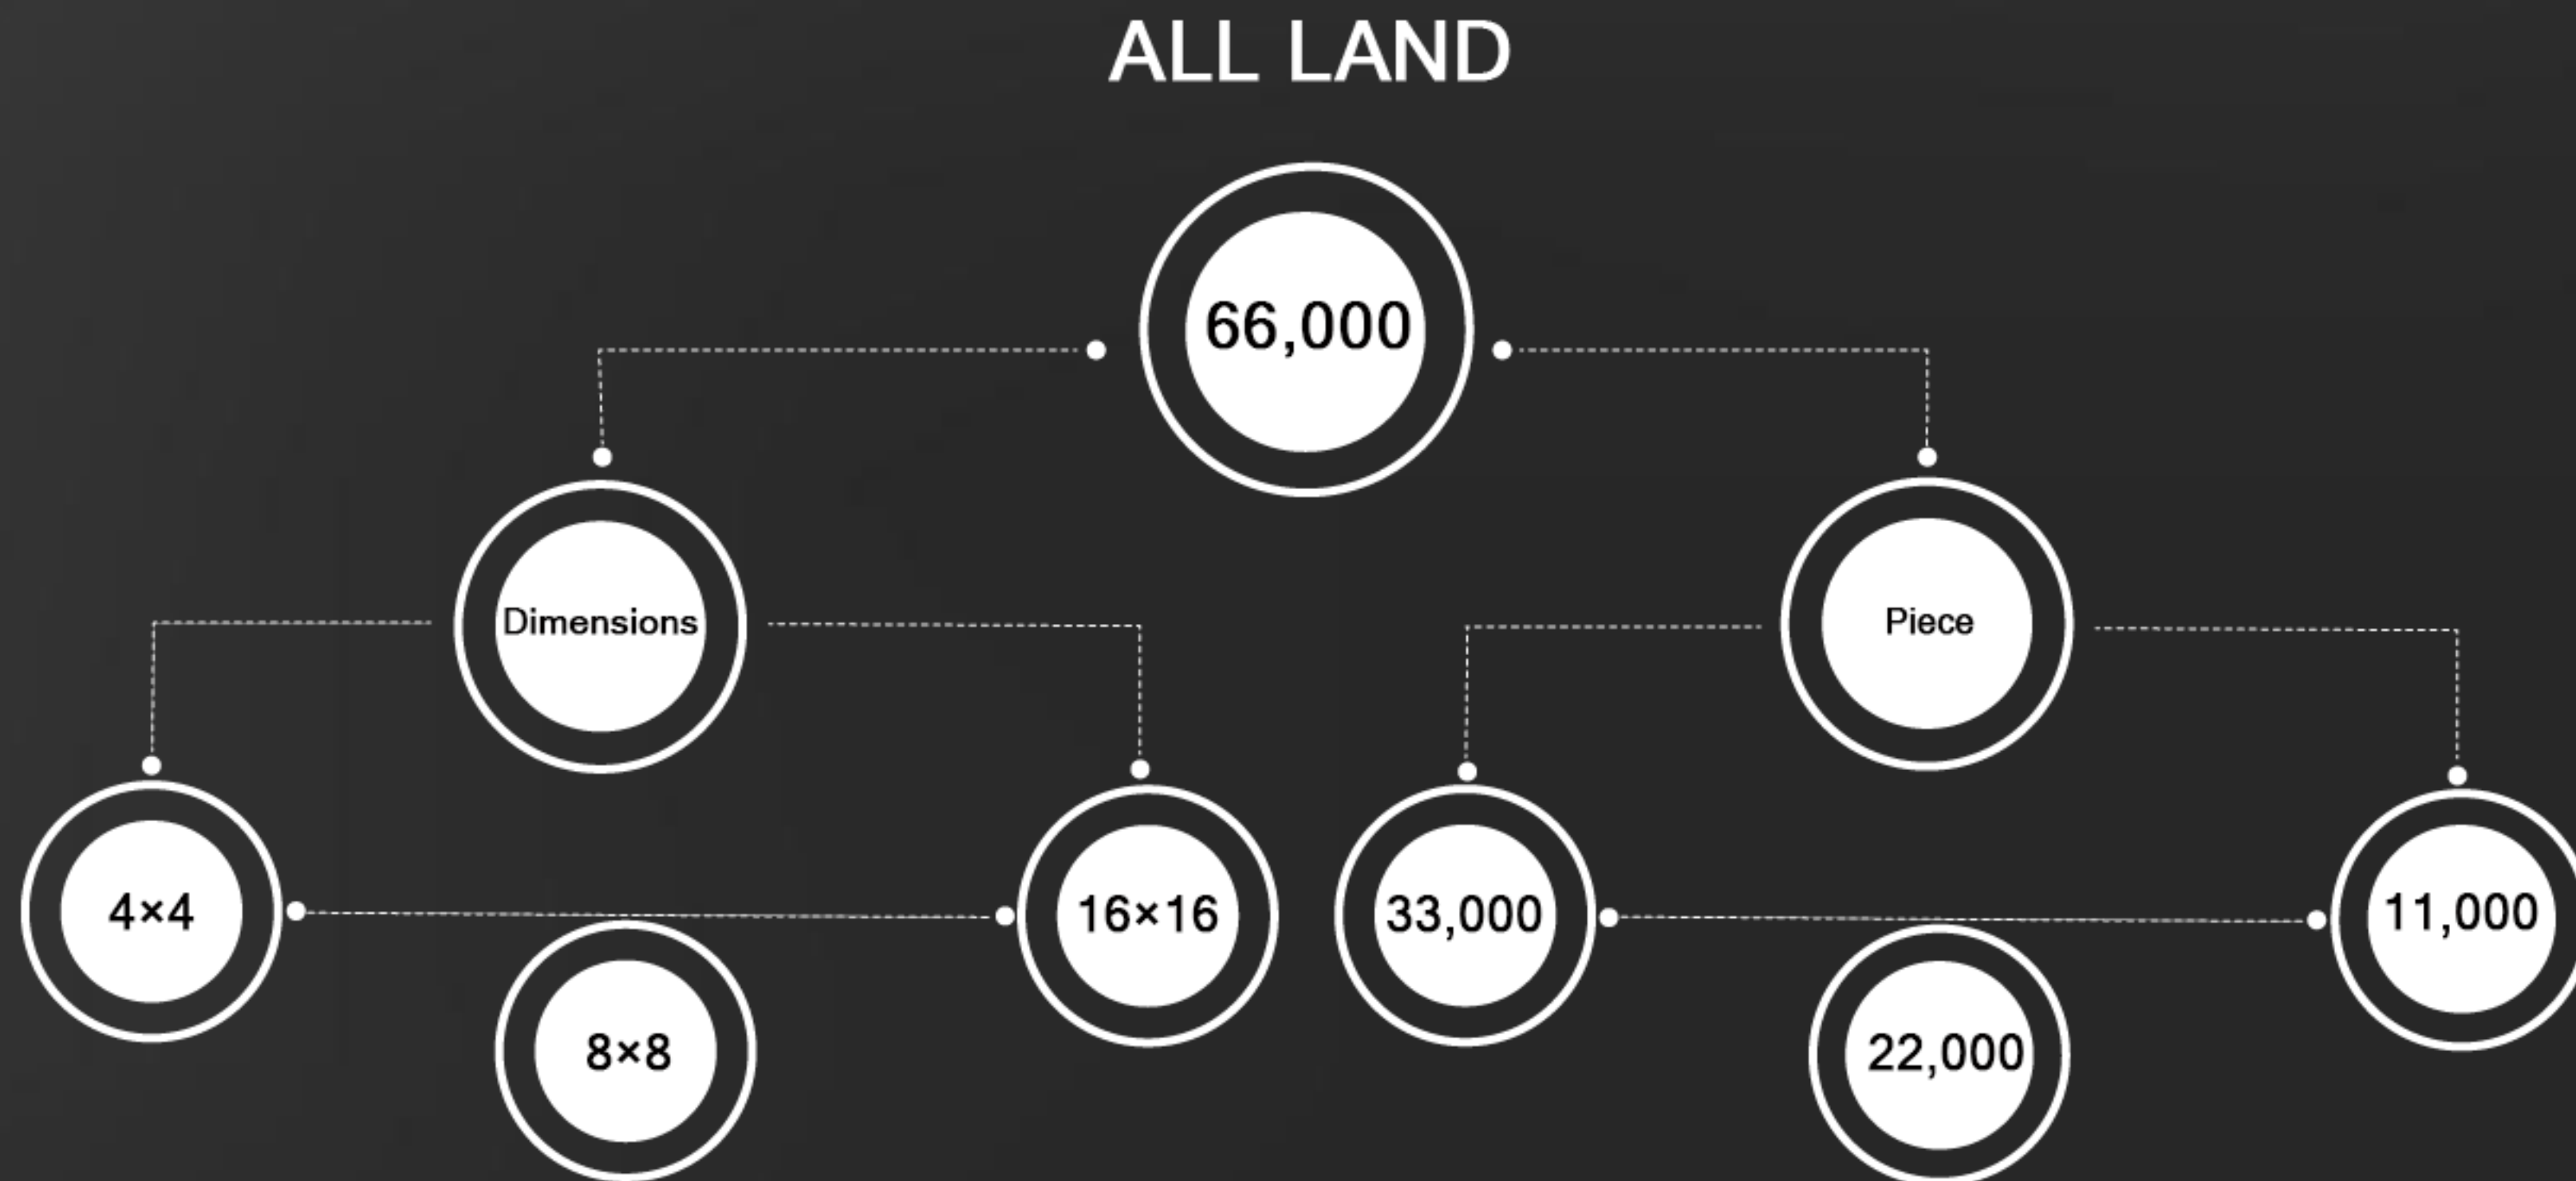 ALL LAND
66,000
Dimensions
Piece
4×4
16×16
33,000
11,000
8×8
22,000